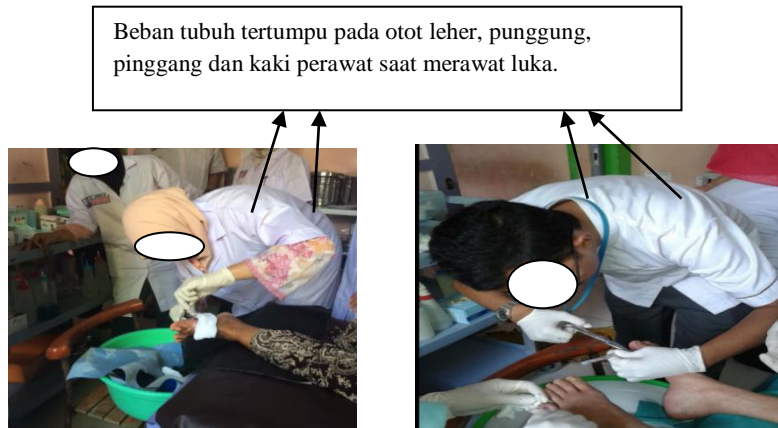 Beban tubuh tertumpu pada otot leher, punggung,
pinggang dan kaki perawat saat merawat luka.